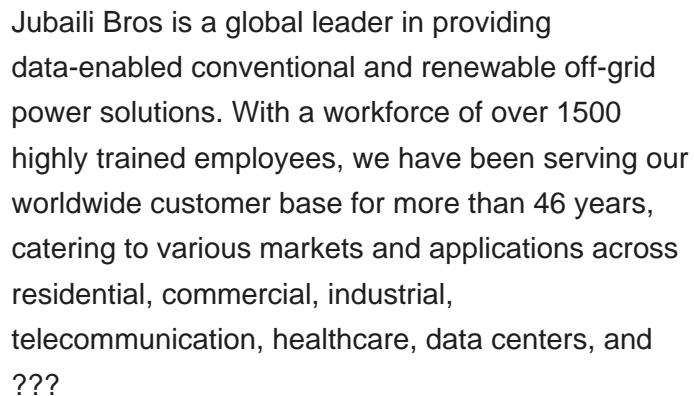 Jubaili Bros is a global leader in providing
data-enabled conventional and renewable off-grid
power solutions. With a workforce of over 1500
highly trained employees, we have been serving our
worldwide customer base for more than 46 years,
catering to various markets and applications across
residential, commercial, industrial,
telecommunication, healthcare, data centers, and
???